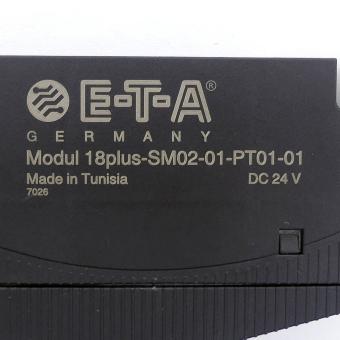 E-T-A®
GERMANY
Modul 18plus-SM02-01-PT01-01
Made in Tunisia DC 24 V
7026